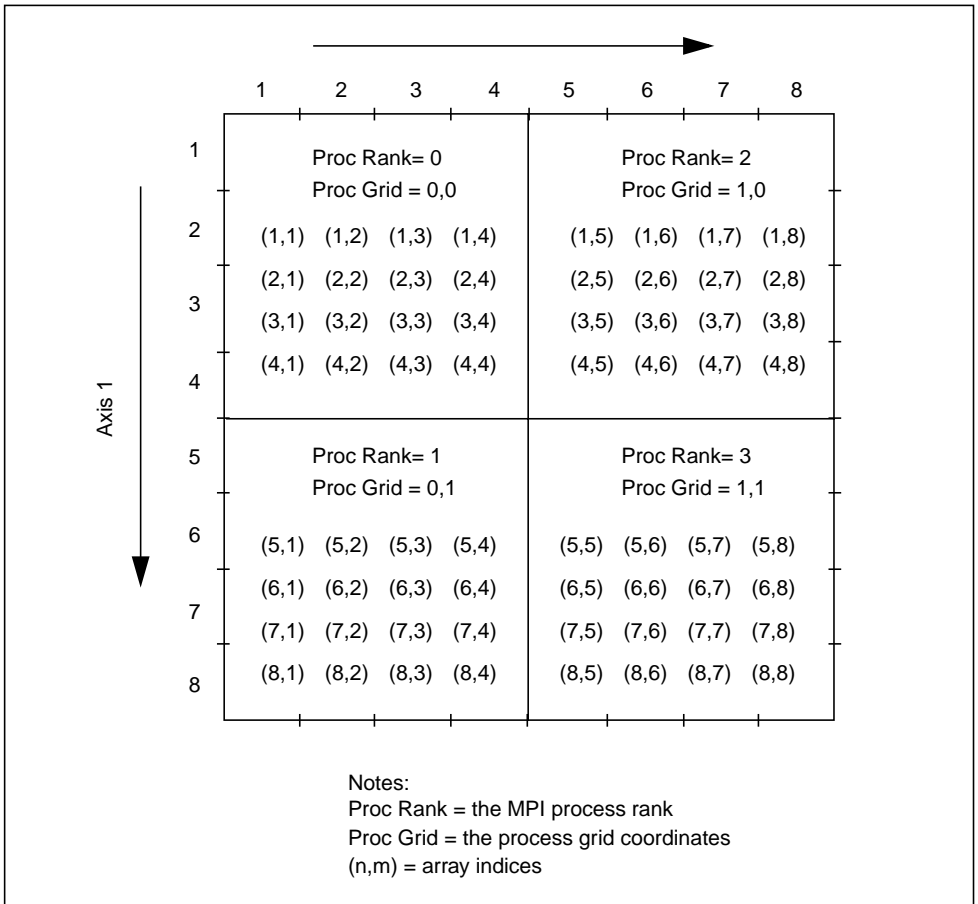 1 2 3 4 5 6 7 8
Axis 1
1
2
3
4
5
6
7
8
Proc Rank= 0
Proc Grid = 0,0
(1,1) (1,2) (1,3) (1,4)
(2,1) (2,2) (2,3) (2,4)
(3,1) (3,2) (3,3) (3,4)
(4,1) (4,2) (4,3) (4,4)
Proc Rank= 2
Proc Grid = 1,0
(1,5) (1,6) (1,7) (1,8)
(2,5) (2,6) (2,7) (2,8)
(3,5) (3,6) (3,7) (3,8)
(4,5) (4,6) (4,7) (4,8)
Proc Rank= 1
Proc Grid = 0,1
(5,1) (5,2) (5,3) (5,4)
(6,1) (6,2) (6,3) (6,4)
(7,1) (7,2) (7,3) (7,4)
(8,1) (8,2) (8,3) (8,4)
Proc Rank= 3
Proc Grid = 1,1
(5,5) (5,6) (5,7) (5,8)
(6,5) (6,6) (6,7) (6,8)
(7,5) (7,6) (7,7) (7,8)
(8,5) (8,6) (8,7) (8,8)
Notes:
Proc Rank = the MPI process rank
Proc Grid = the process grid coordinates
(n,m) = array indices